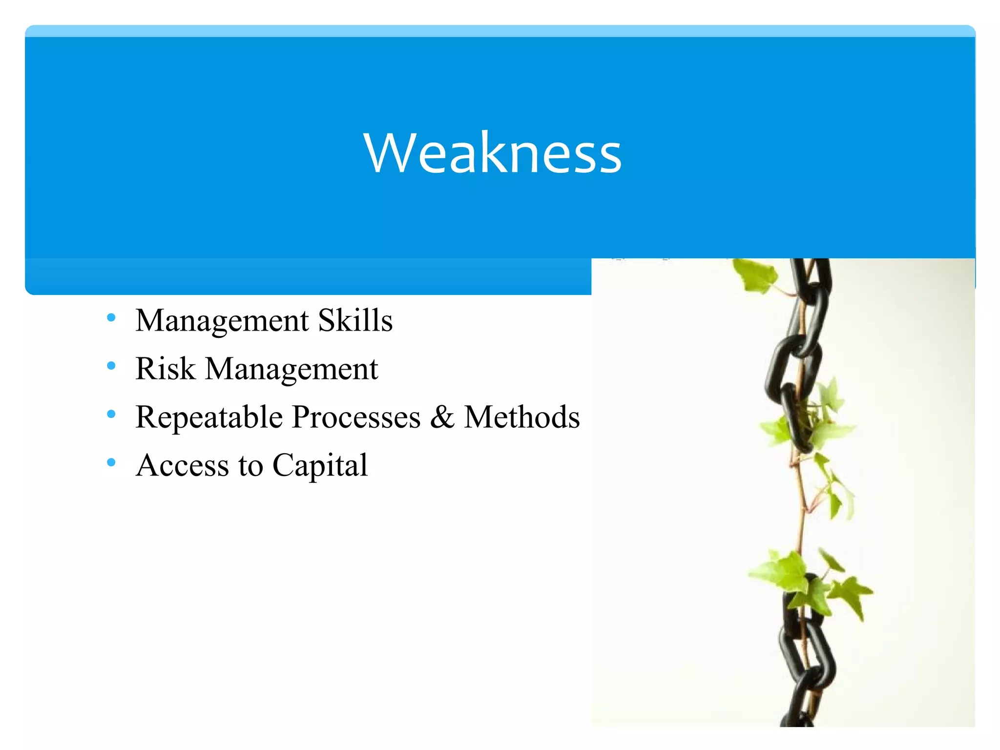 Weakness
• Management Skills
• Risk Management
• Repeatable Processes & Methods
• Access to Capital